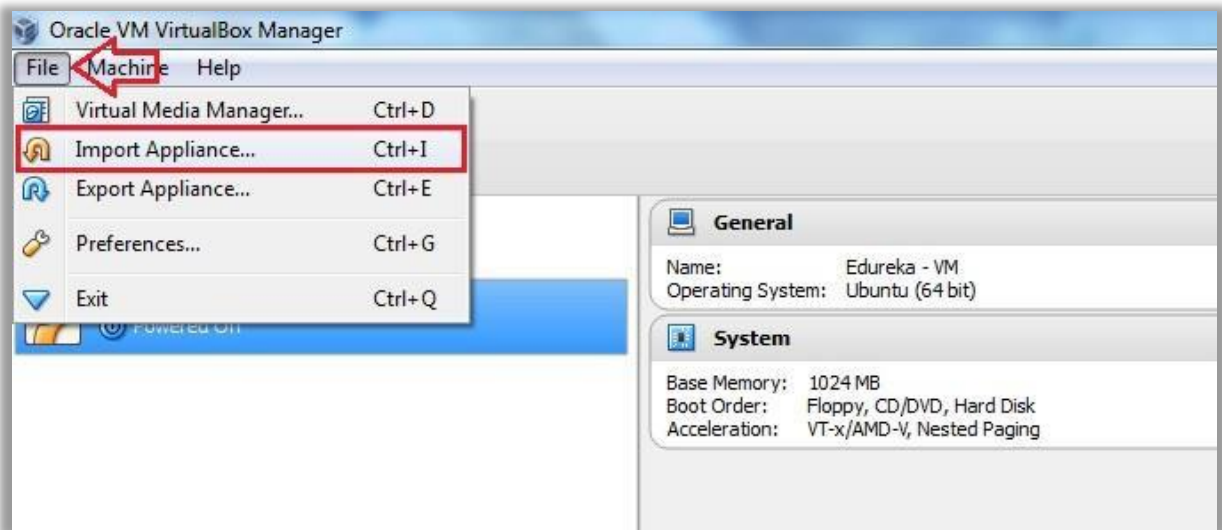 Oracle VM VirtualBox Manager
File Machine Help
Virtual Media Manager... Ctrl+D
Import Appliance... Ctrl+I
Export Appliance... Ctrl+E
Preferences... Ctrl+G
Exit Ctrl+Q
Powered Off
General
Name: Edureka - VM
Operating System: Ubuntu (64 bit)
System
Base Memory: 1024 MB
Boot Order: Floppy, CD/DVD, Hard Disk
Acceleration: VT-x/AMD-V, Nested Paging